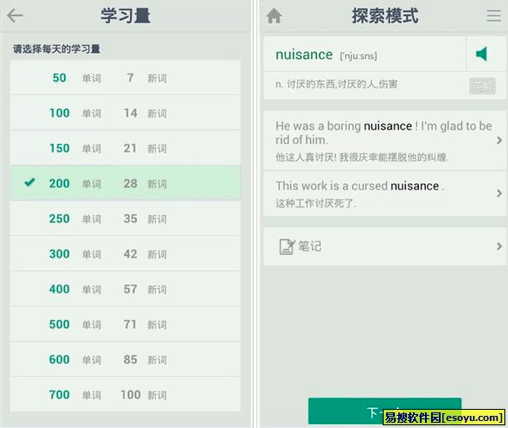 学习量
请选择每天的学习量
50 单词 7 新词
100 单词 14 新词
150 单词 21 新词
200 单词 28 新词
250 单词 35 新词
300 单词 42 新词
400 单词 57 新词
500 单词 71 新词
600 单词 85 新词
700 单词 100 新词
探索模式
nuisance ['nju:sns]
n. 讨厌的东西,讨厌的人,伤害
He was a boring nuisance ! I'm glad to be
rid of him.
他这人真讨厌! 我很庆幸能摆脱他的纠缠.
This work is a cursed nuisance .
这种工作讨厌死了.
笔记
下一
易搜软件园[esoyu.com]